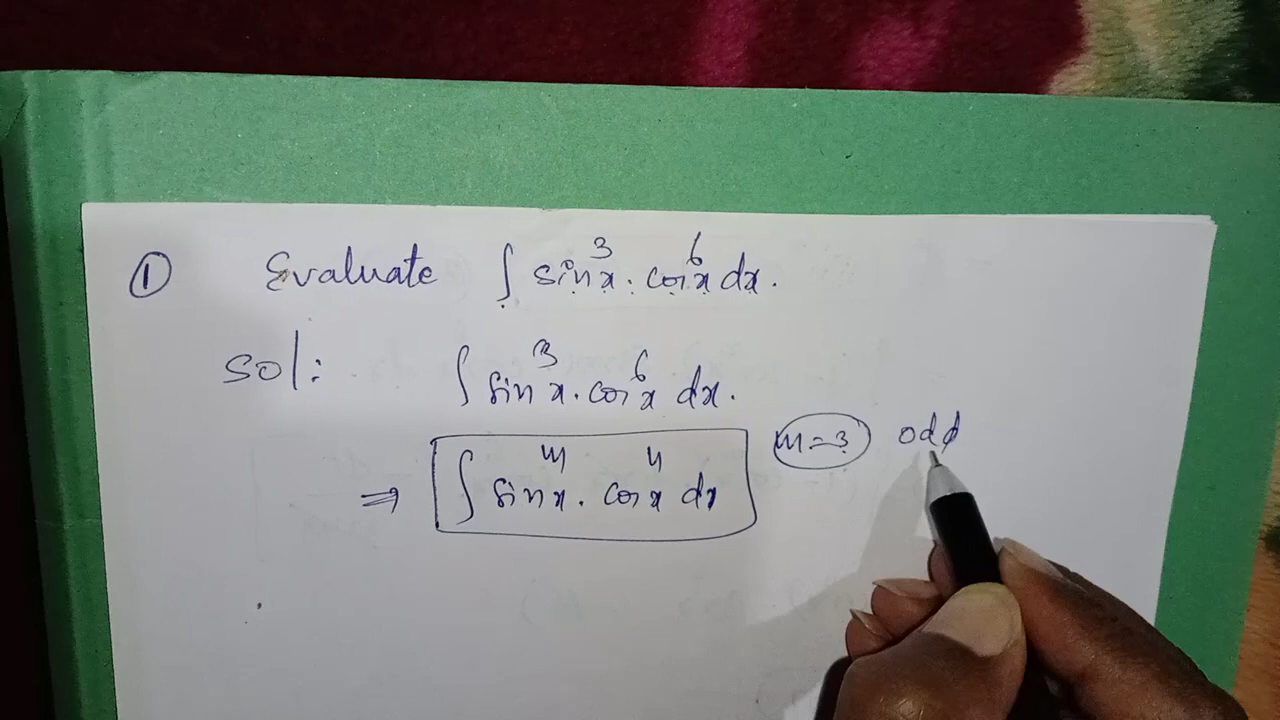 ① Evaluate ∫ sin³x . cos⁶x dx.
Sol: ∫ sin³x . cos⁶x dx.
⇒ ∫ sinᵐx . cosⁿx dx m = 3 odd